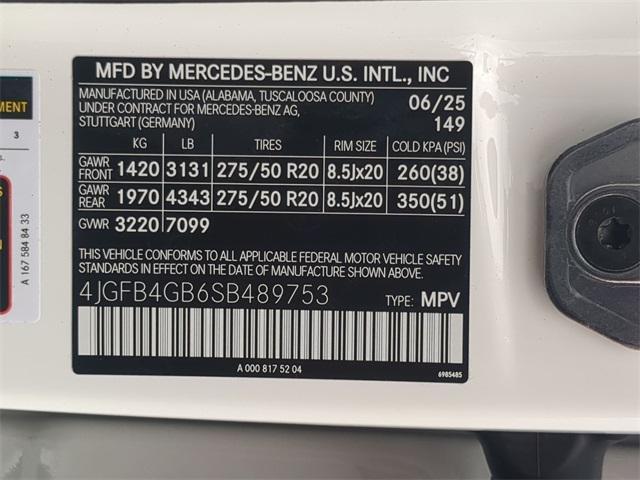 MFD BY MERCEDES-BENZ U.S. INTL., INC
MANUFACTURED IN USA (ALABAMA, TUSCALOOSA COUNTY) 06/25
UNDER CONTRACT FOR MERCEDES-BENZ AG,
STUTTGART (GERMANY) 149
KG LB TIRES RIM SIZE COLD KPA (PSI)
GAWR FRONT 1420 3131 275/50 R20 8.5Jx20 260(38)
GAWR REAR 1970 4343 275/50 R20 8.5Jx20 350(51)
GVWR 3220 7099
THIS VEHICLE CONFORMS TO ALL APPLICABLE FEDERAL MOTOR VEHICLE SAFETY
STANDARDS IN EFFECT ON THE DATE OF MANUFACTURE SHOWN ABOVE.
4JGFB4GB6SB489753 TYPE: MPV
A 000 817 52 04
6985485
MENT
3
A 167 584 84 33